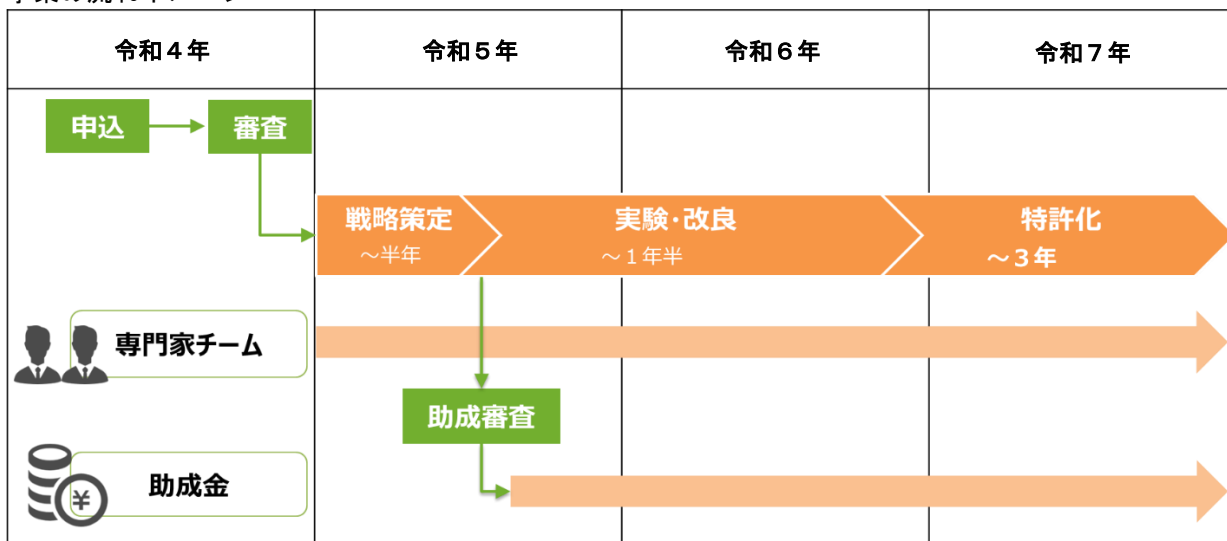 令和４年
令和５年
令和６年
令和７年
申込
審査
戦略策定
～半年
実験・改良
～１年半
特許化
～３年
専門家チーム
助成審査
助成金
¥